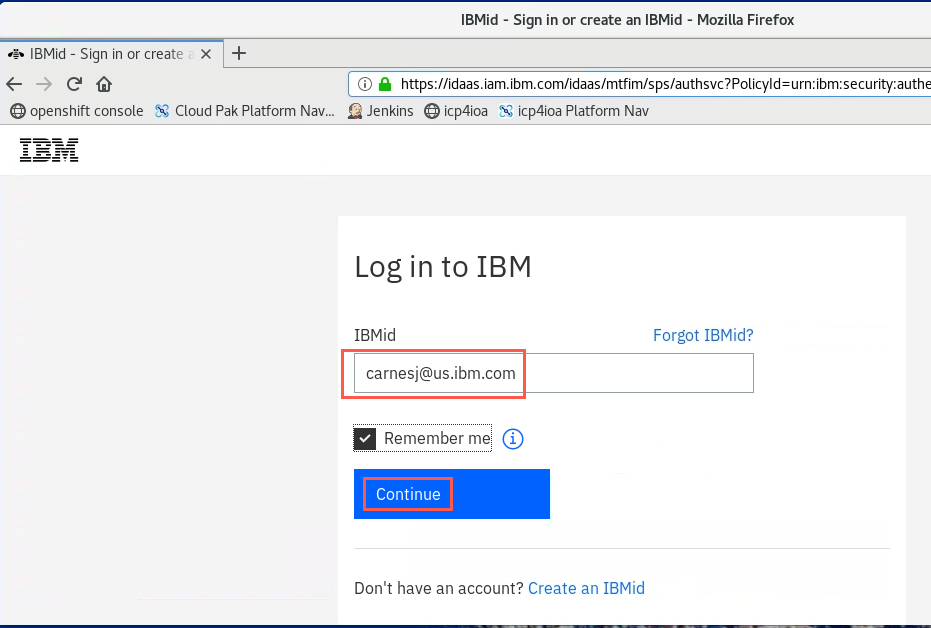 IBMid - Sign in or create an IBMid - Mozilla Firefox
IBMid - Sign in or create a
https://idaas.iam.ibm.com/idaas/mtfim/sps/authsvc?PolicyId=urn:ibm:security:authe
openshift console Cloud Pak Platform Nav... Jenkins icp4ioa icp4ioa Platform Nav
IBM
Log in to IBM
IBMid Forgot IBMid?
carnesj@us.ibm.com
Remember me
Continue
Don't have an account? Create an IBMid